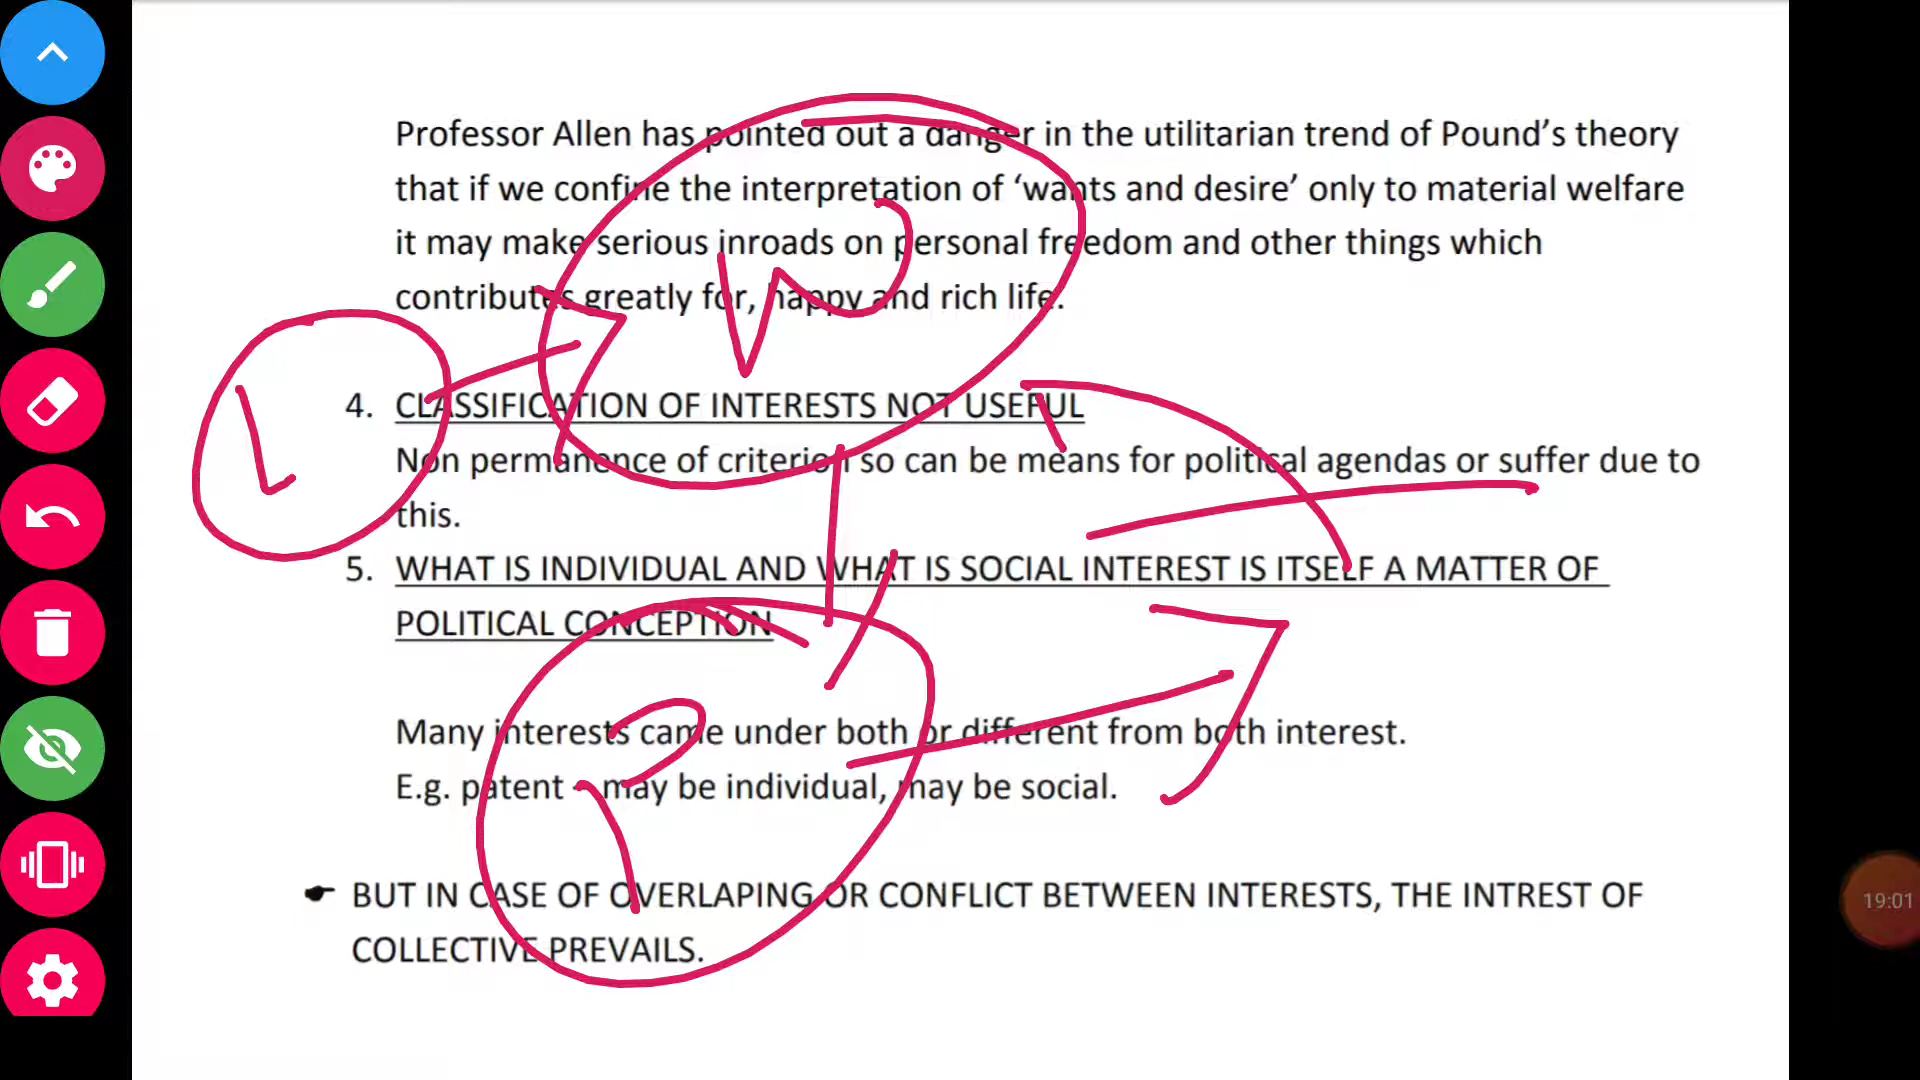 Professor Allen has pointed out a danger in the utilitarian trend of Pound’s theory
that if we confine the interpretation of ‘wants and desire’ only to material welfare
it may make serious inroads on personal freedom and other things which
contributes greatly for, happy and rich life.
4. CLASSIFICATION OF INTERESTS NOT USEFUL
Non permanence of criterion so can be means for political agendas or suffer due to
this.
5. WHAT IS INDIVIDUAL AND WHAT IS SOCIAL INTEREST IS ITSELF A MATTER OF
POLITICAL CONCEPTION
Many interests came under both or different from both interest.
E.g. patent - may be individual, may be social.
☛ BUT IN CASE OF OVERLAPING OR CONFLICT BETWEEN INTERESTS, THE INTREST OF
COLLECTIVE PREVAILS.
L
W
R
19:01